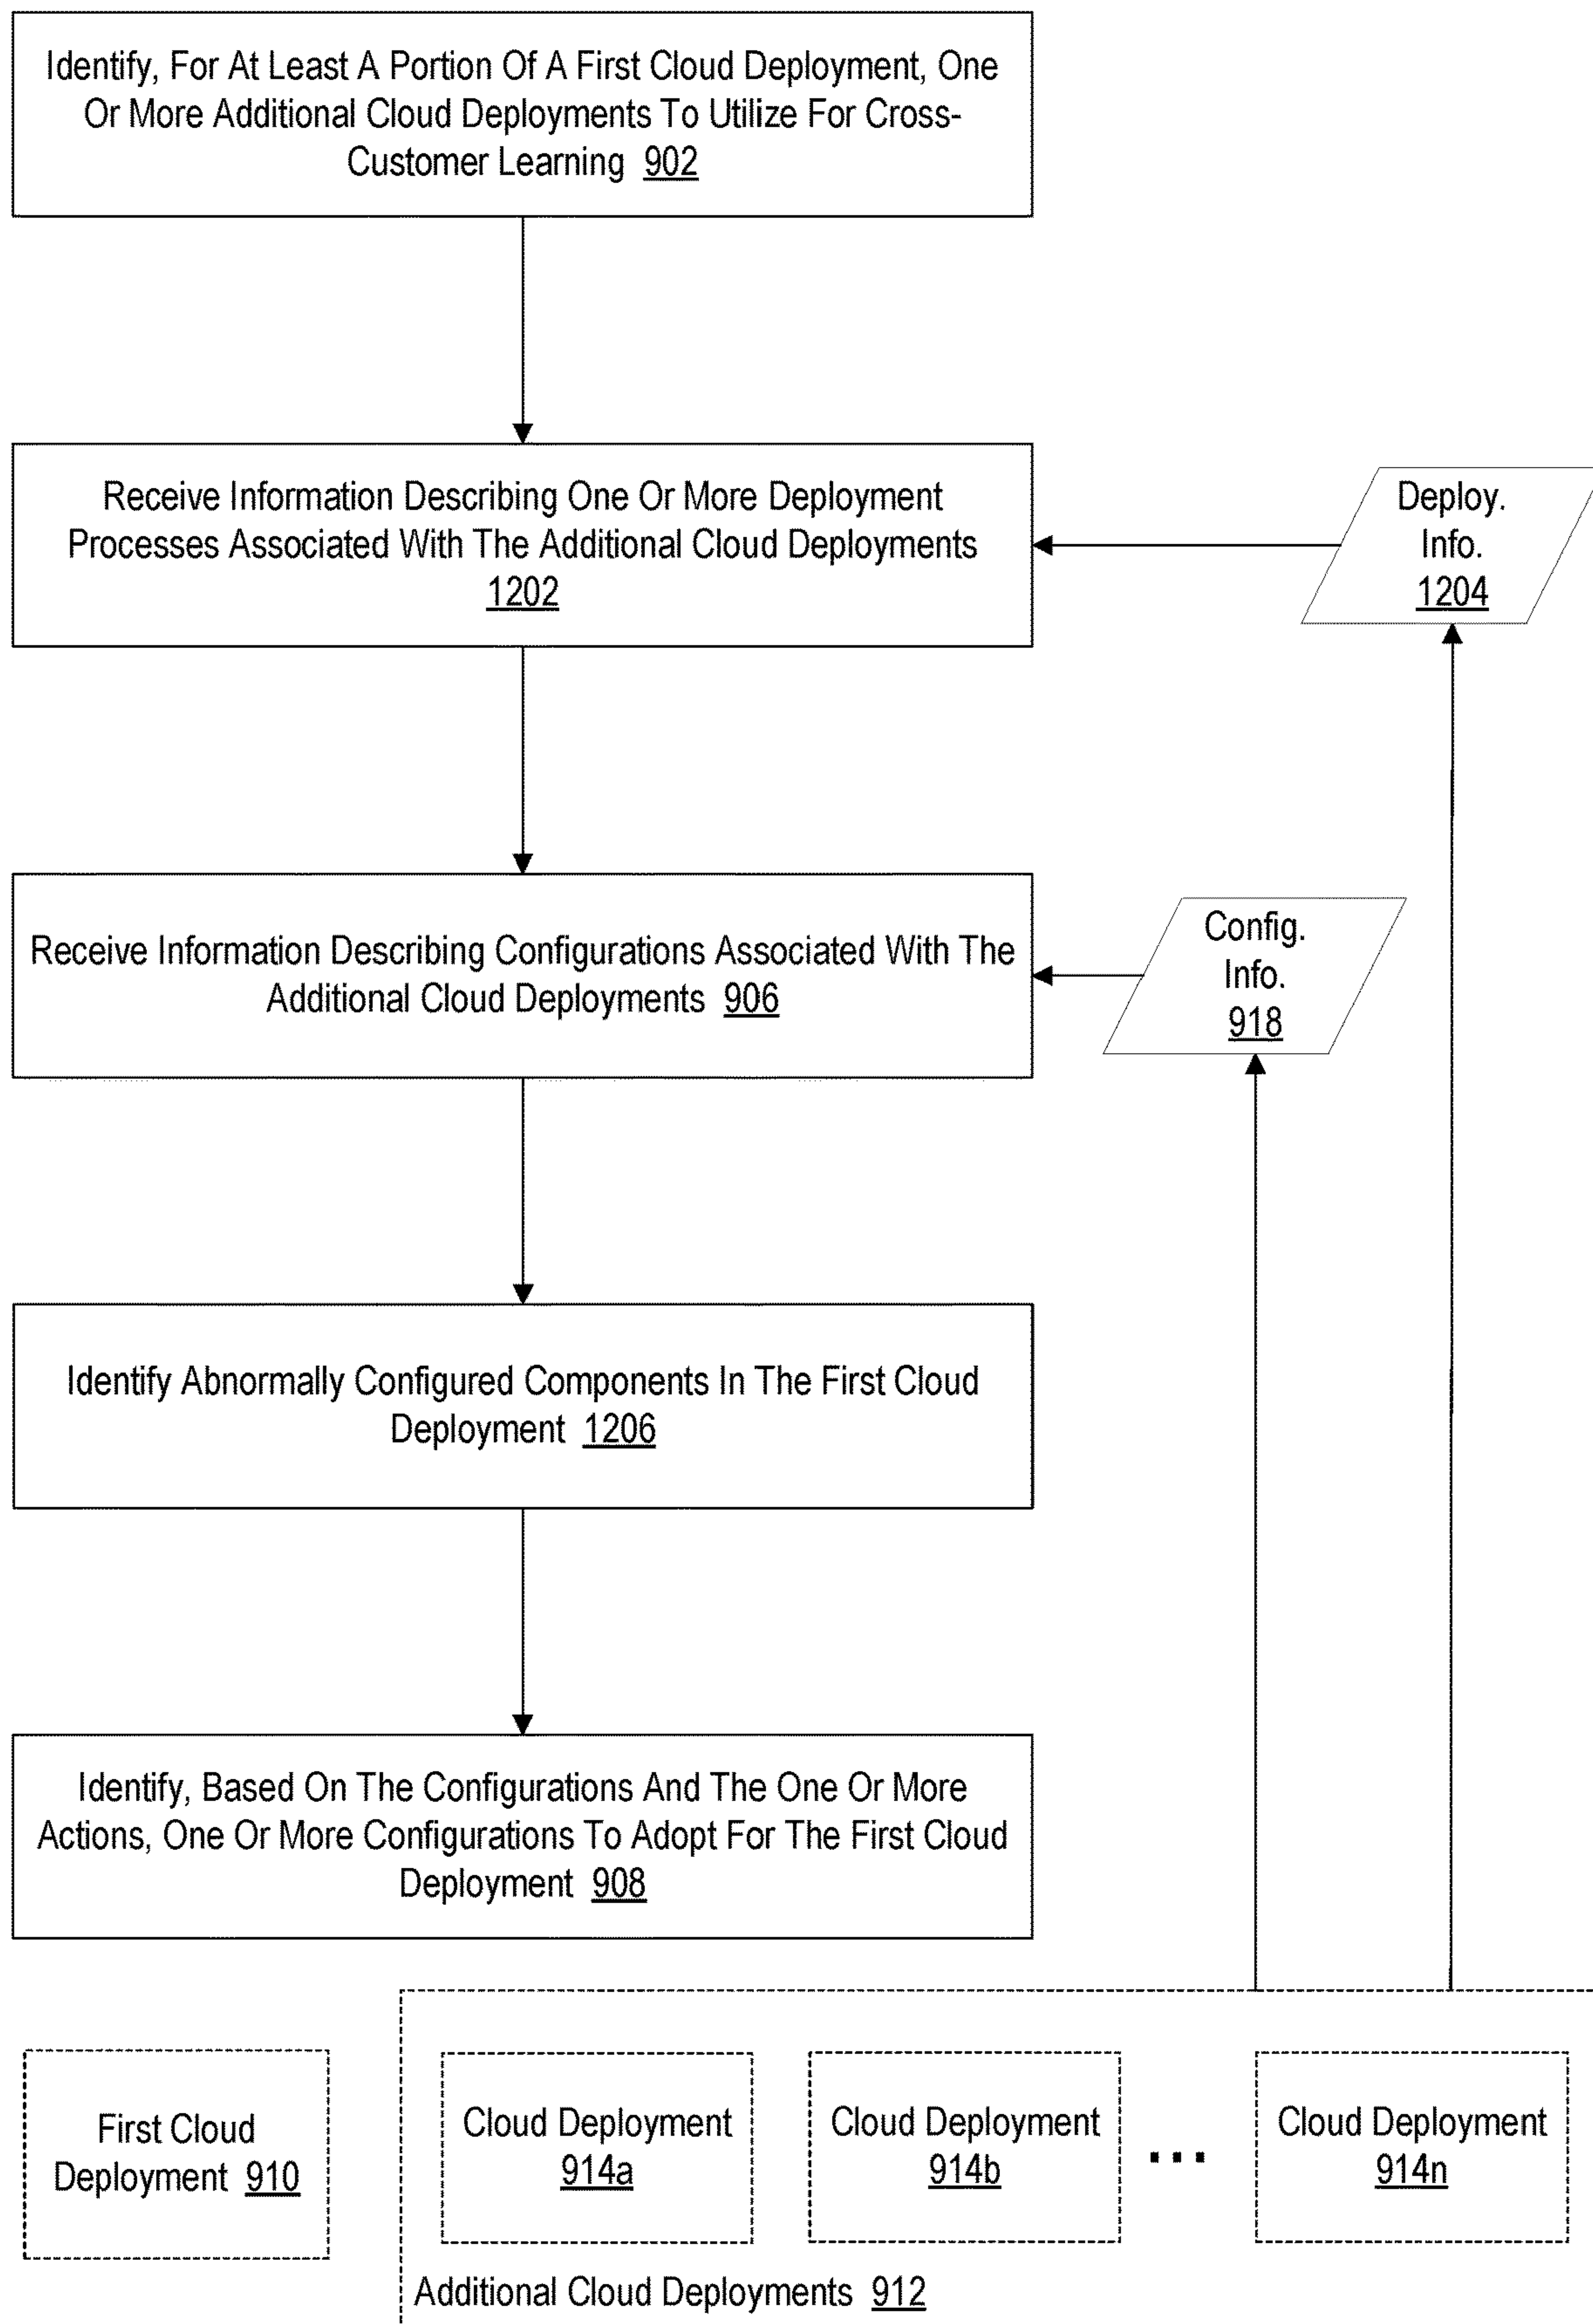 Identify, For At Least A Portion Of A First Cloud Deployment, One
Or More Additional Cloud Deployments To Utilize For Cross-
Customer Learning 902
Receive Information Describing One Or More Deployment
Processes Associated With The Additional Cloud Deployments
1202
Deploy.
Info.
1204
Receive Information Describing Configurations Associated With The
Additional Cloud Deployments 906
Config.
Info.
918
Identify Abnormally Configured Components In The First Cloud
Deployment 1206
Identify, Based On The Configurations And The One Or More
Actions, One Or More Configurations To Adopt For The First Cloud
Deployment 908
First Cloud
Deployment 910
Cloud Deployment
914a
Cloud Deployment
914b
...
Cloud Deployment
914n
Additional Cloud Deployments 912